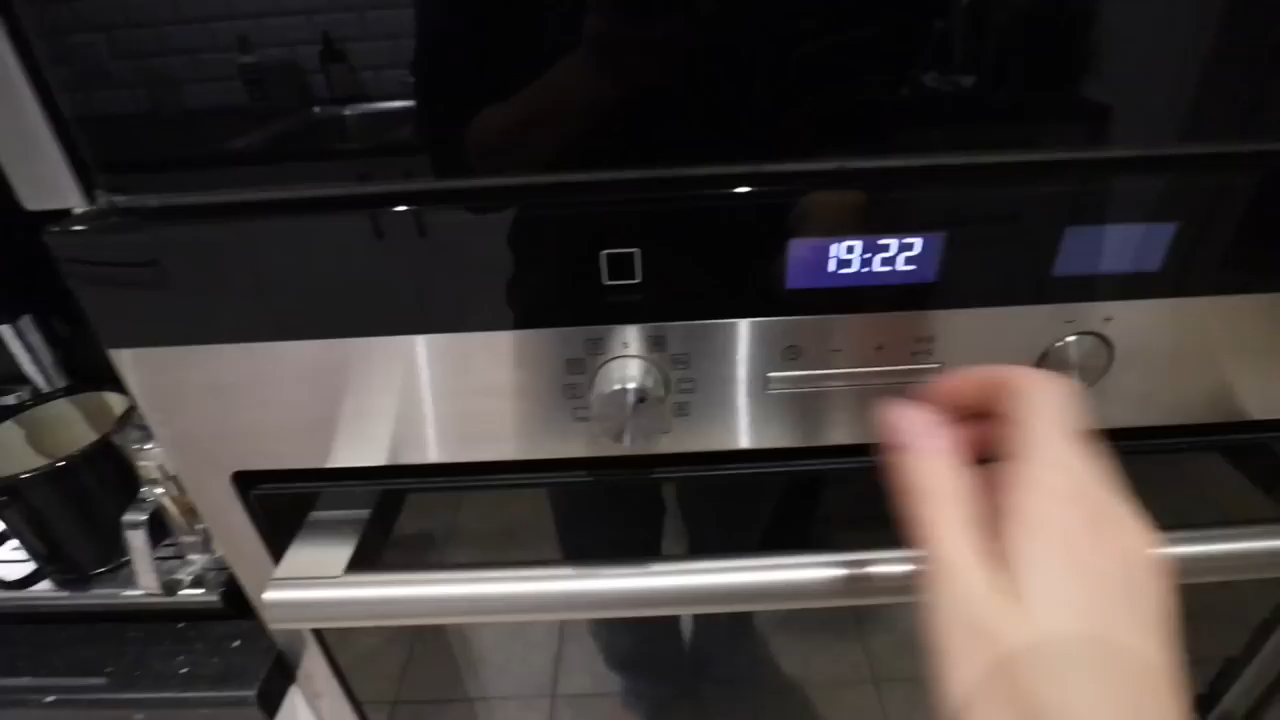 19:22
- +
- +